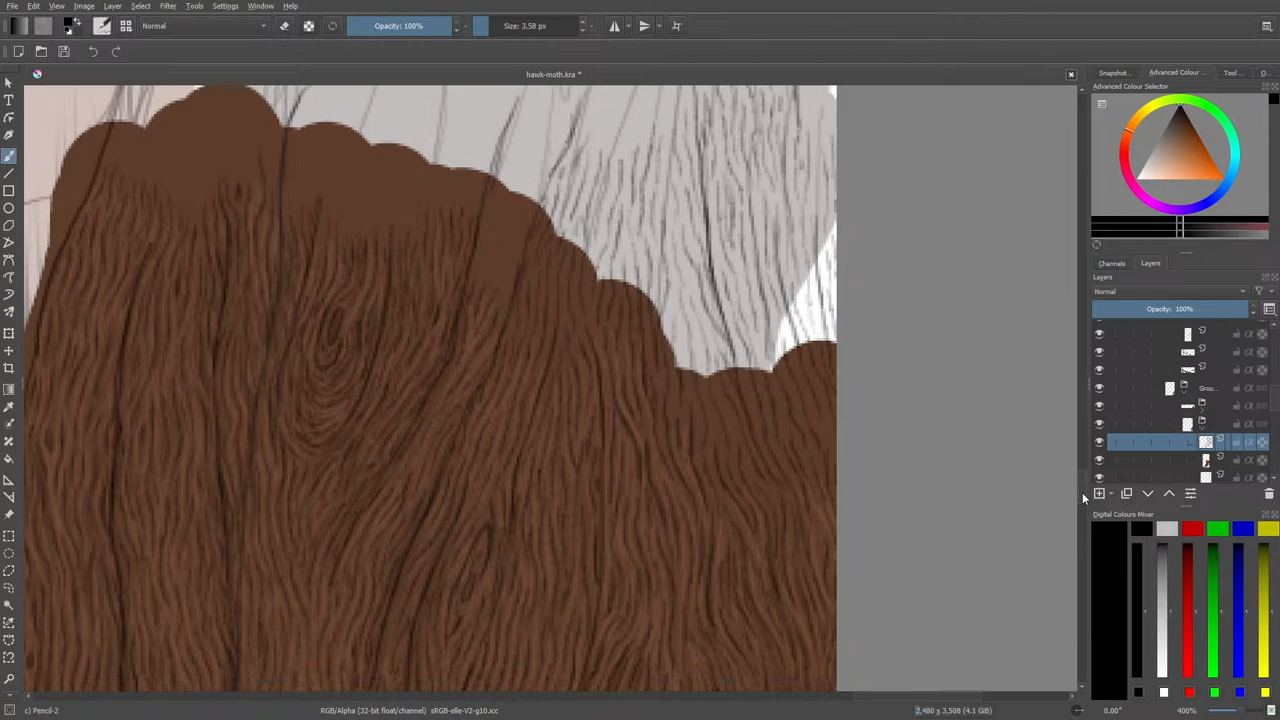 File Edit View Image Layer Select Filter Tools Settings Window Help
Normal Opacity: 100% Size: 3.58 px
hawk-moth.kra *
Snapshot... Advanced Colour ... Tool ... O...
Advanced Colour Selector
Channels Layers
Layers
Normal
Opacity: 100%
Grou...
Digital Colours Mixer
c) Pencil-2 RGB/Alpha (32-bit float/channel) sRGB-elle-V2-g10.icc 2,480 x 3,508 (4.1 GiB) 0.00° 400%